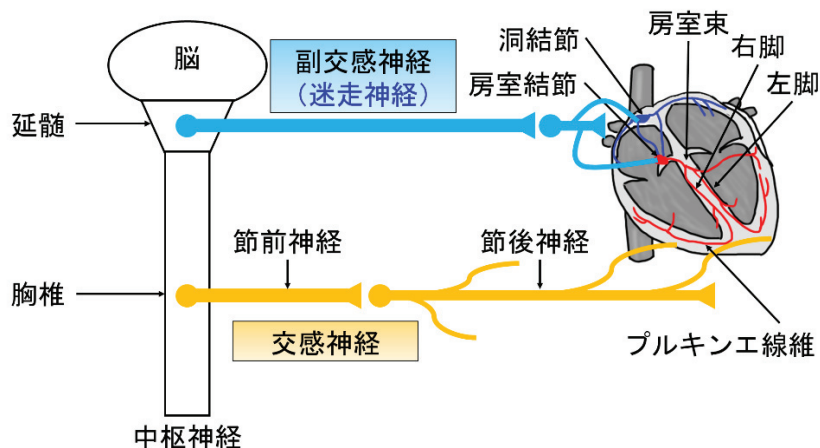 脳
副交感神経
（迷走神経）
洞結節
房室束
右脚
左脚
房室結節
延髄
節前神経
節後神経
胸椎
交感神経
プルキンエ線維
中枢神経